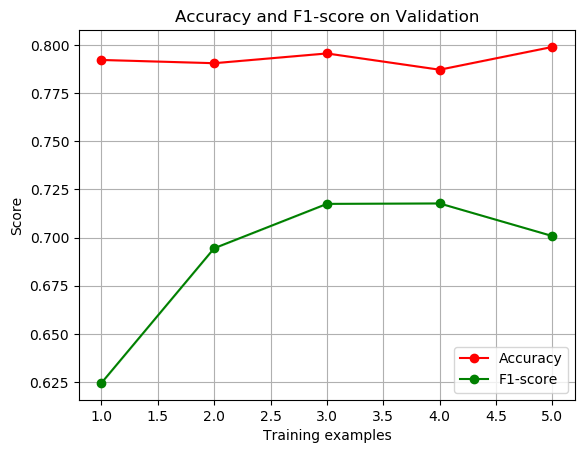 Accuracy and F1-score on Validation
0.800
0.775
0.750
0.725
0.700
0.675
0.650
0.625
Score
1.0 1.5 2.0 2.5 3.0 3.5 4.0 4.5 5.0
Training examples
Accuracy
F1-score